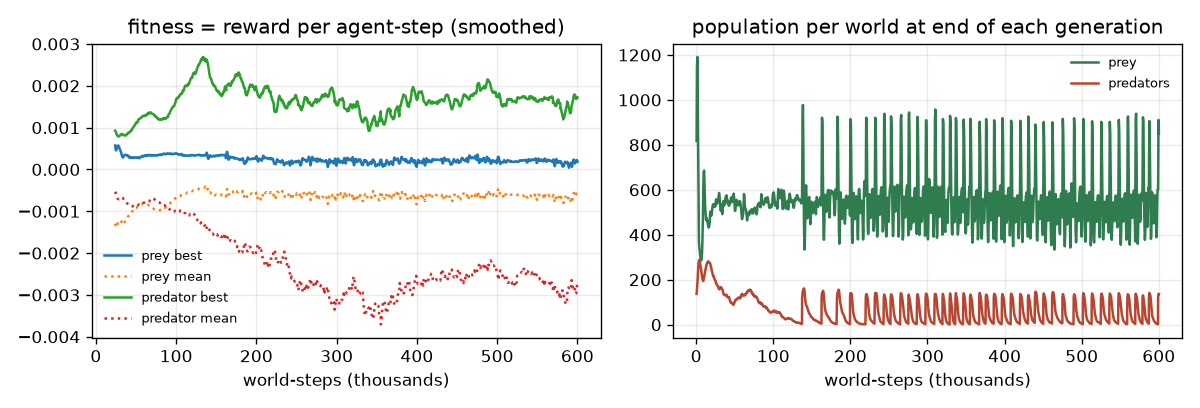 fitness = reward per agent-step (smoothed)
0.003
0.002
0.001
0.000
−0.001
−0.002
−0.003
−0.004
prey best
prey mean
predator best
predator mean
0 100 200 300 400 500 600
world-steps (thousands)
population per world at end of each generation
1200
1000
800
600
400
200
0
prey
predators
0 100 200 300 400 500 600
world-steps (thousands)